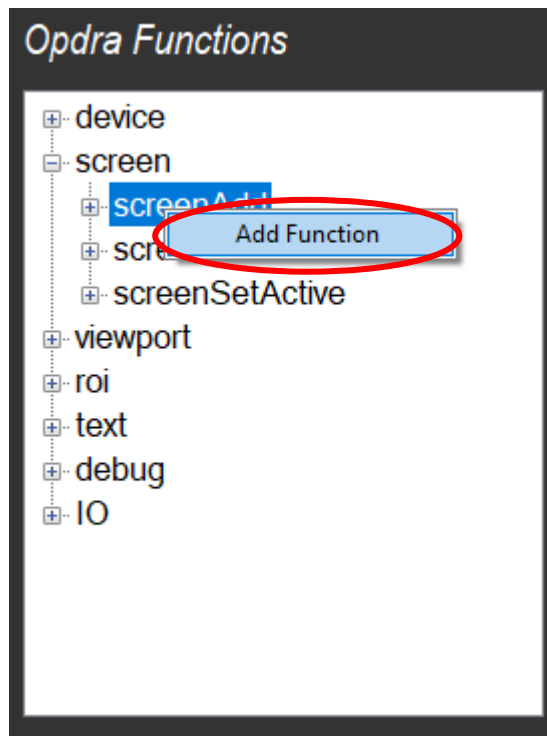 Opdra Functions
device
screen
screenAdd
Add Function
screenSetActive
viewport
roi
text
debug
IO